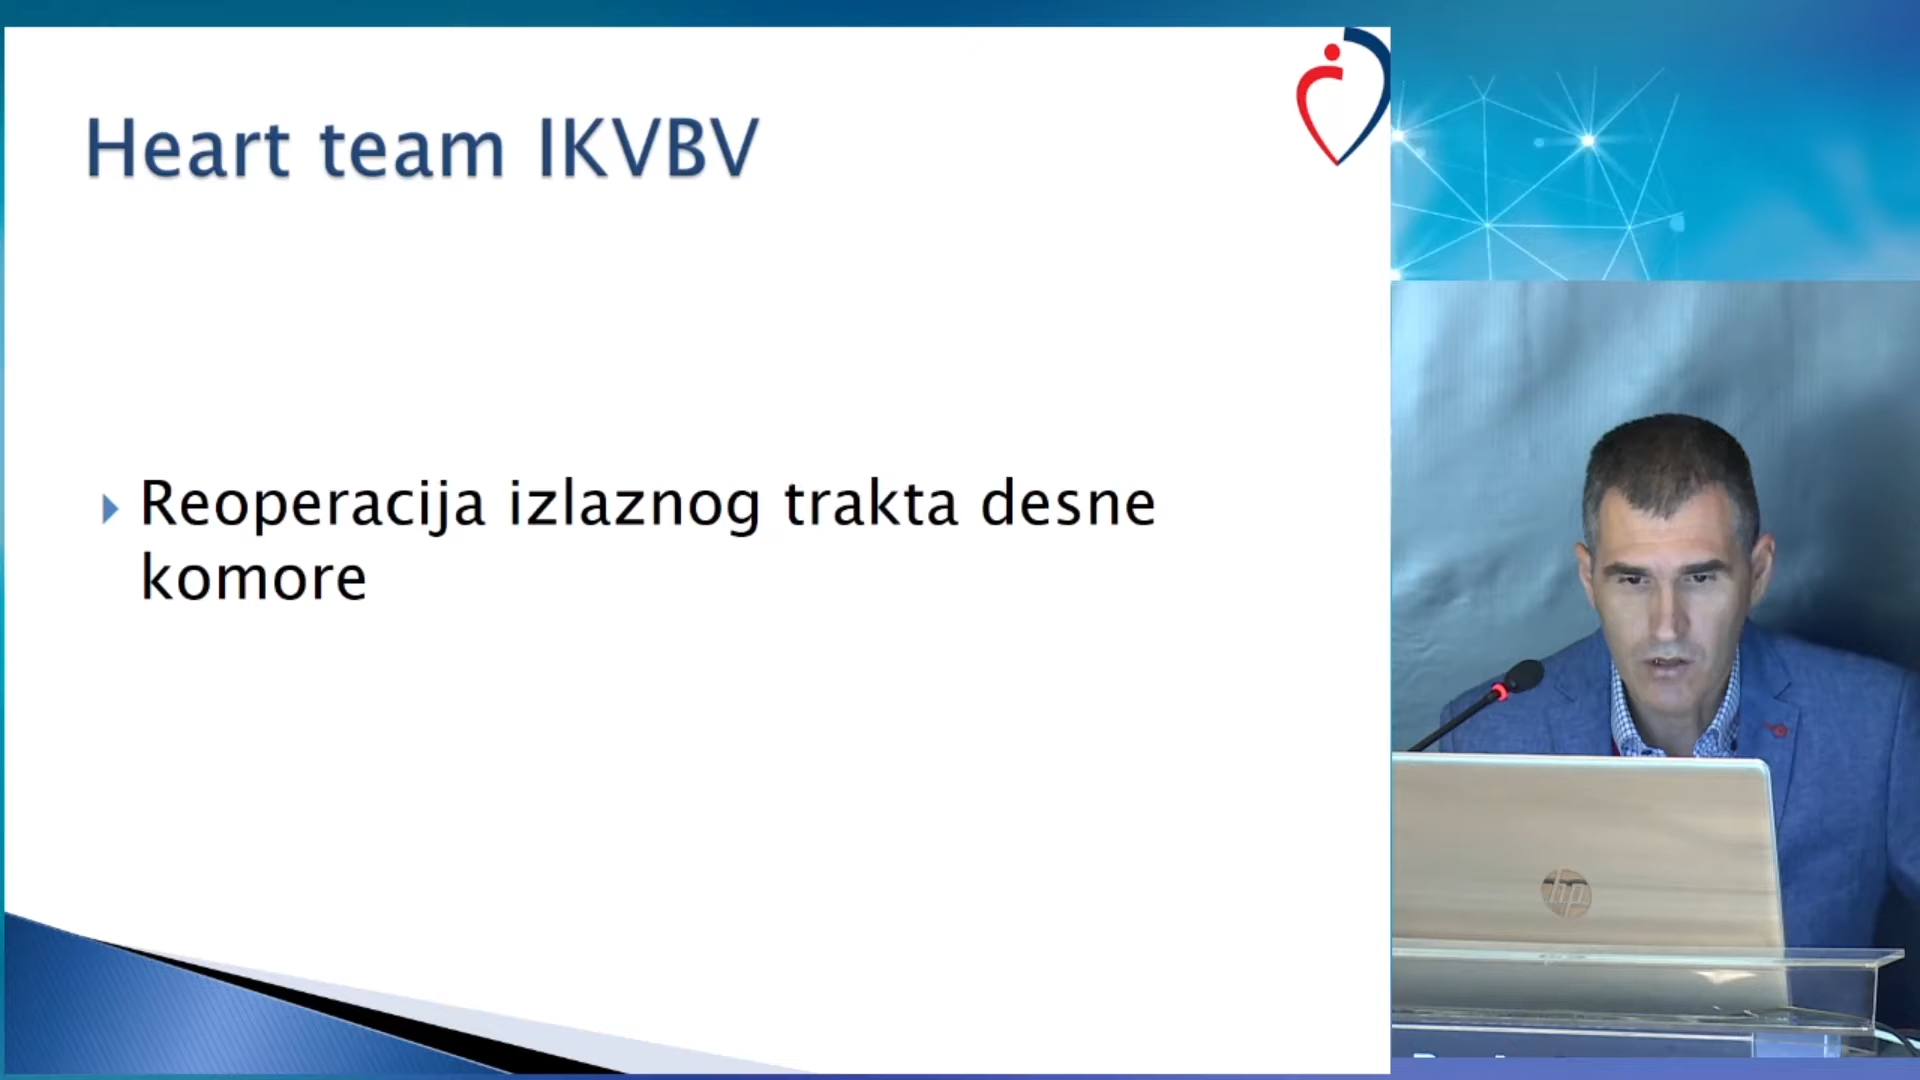 Heart team IKVBV
Reoperacija izlaznog trakta desne
komore
hp